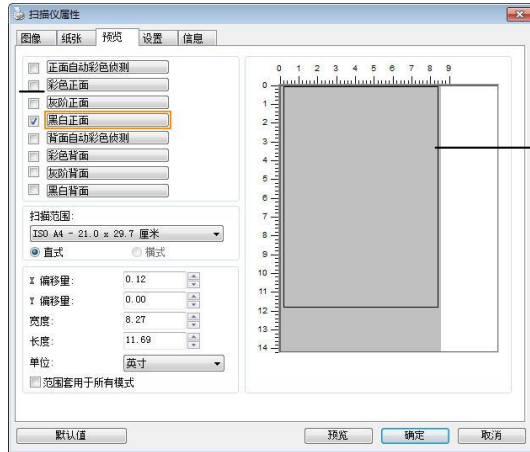 扫描仪属性
图像 纸张 预览 设置 信息
正面自动彩色侦测
彩色正面
灰阶正面
黑白正面
背面自动彩色侦测
彩色背面
灰阶背面
黑白背面
扫描范围:
ISO A4 - 21.0 x 29.7 厘米
直式 横式
X 偏移量: 0.12
Y 偏移量: 0.00
宽度: 8.27
长度: 11.69
单位: 英寸
范围套用于所有模式
0 1 2 3 4 5 6 7 8 9
0
1
2
3
4
5
6
7
8
9
10
11
12
13
14
默认值 预览 确定 取消